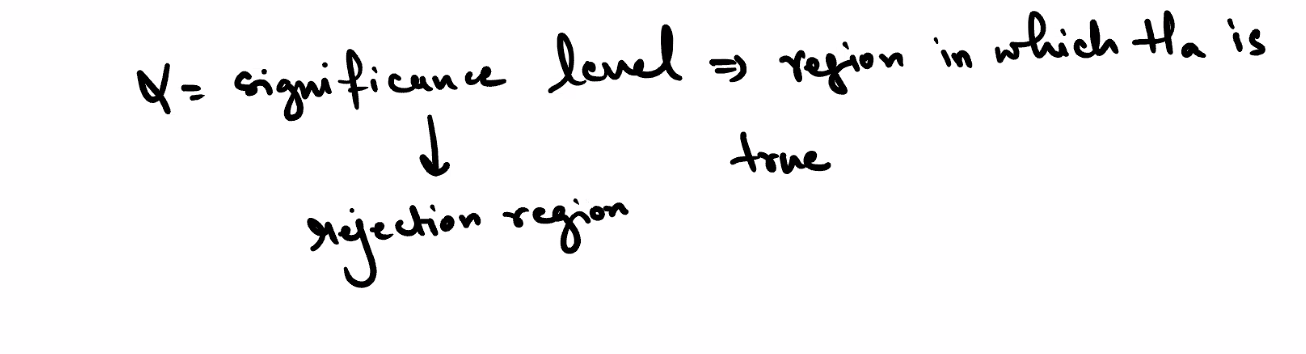 α = significance level ⇒ region in which Ha is
true
↓
rejection region